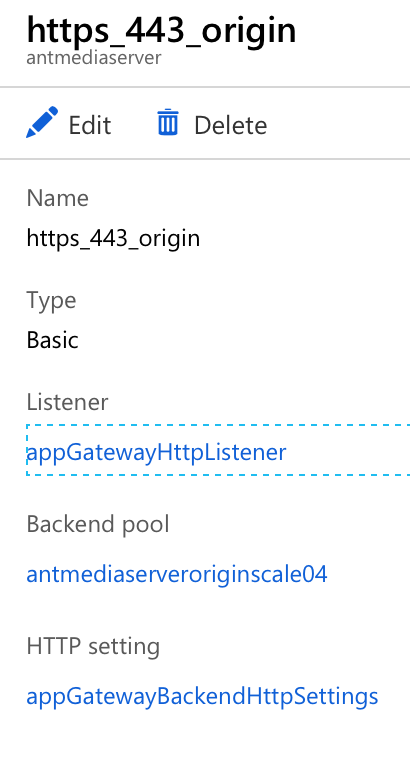 https_443_origin
antmediaserver
Edit Delete
Name
https_443_origin
Type
Basic
Listener
appGatewayHttpListener
Backend pool
antmediaserveroriginscale04
HTTP setting
appGatewayBackendHttpSettings